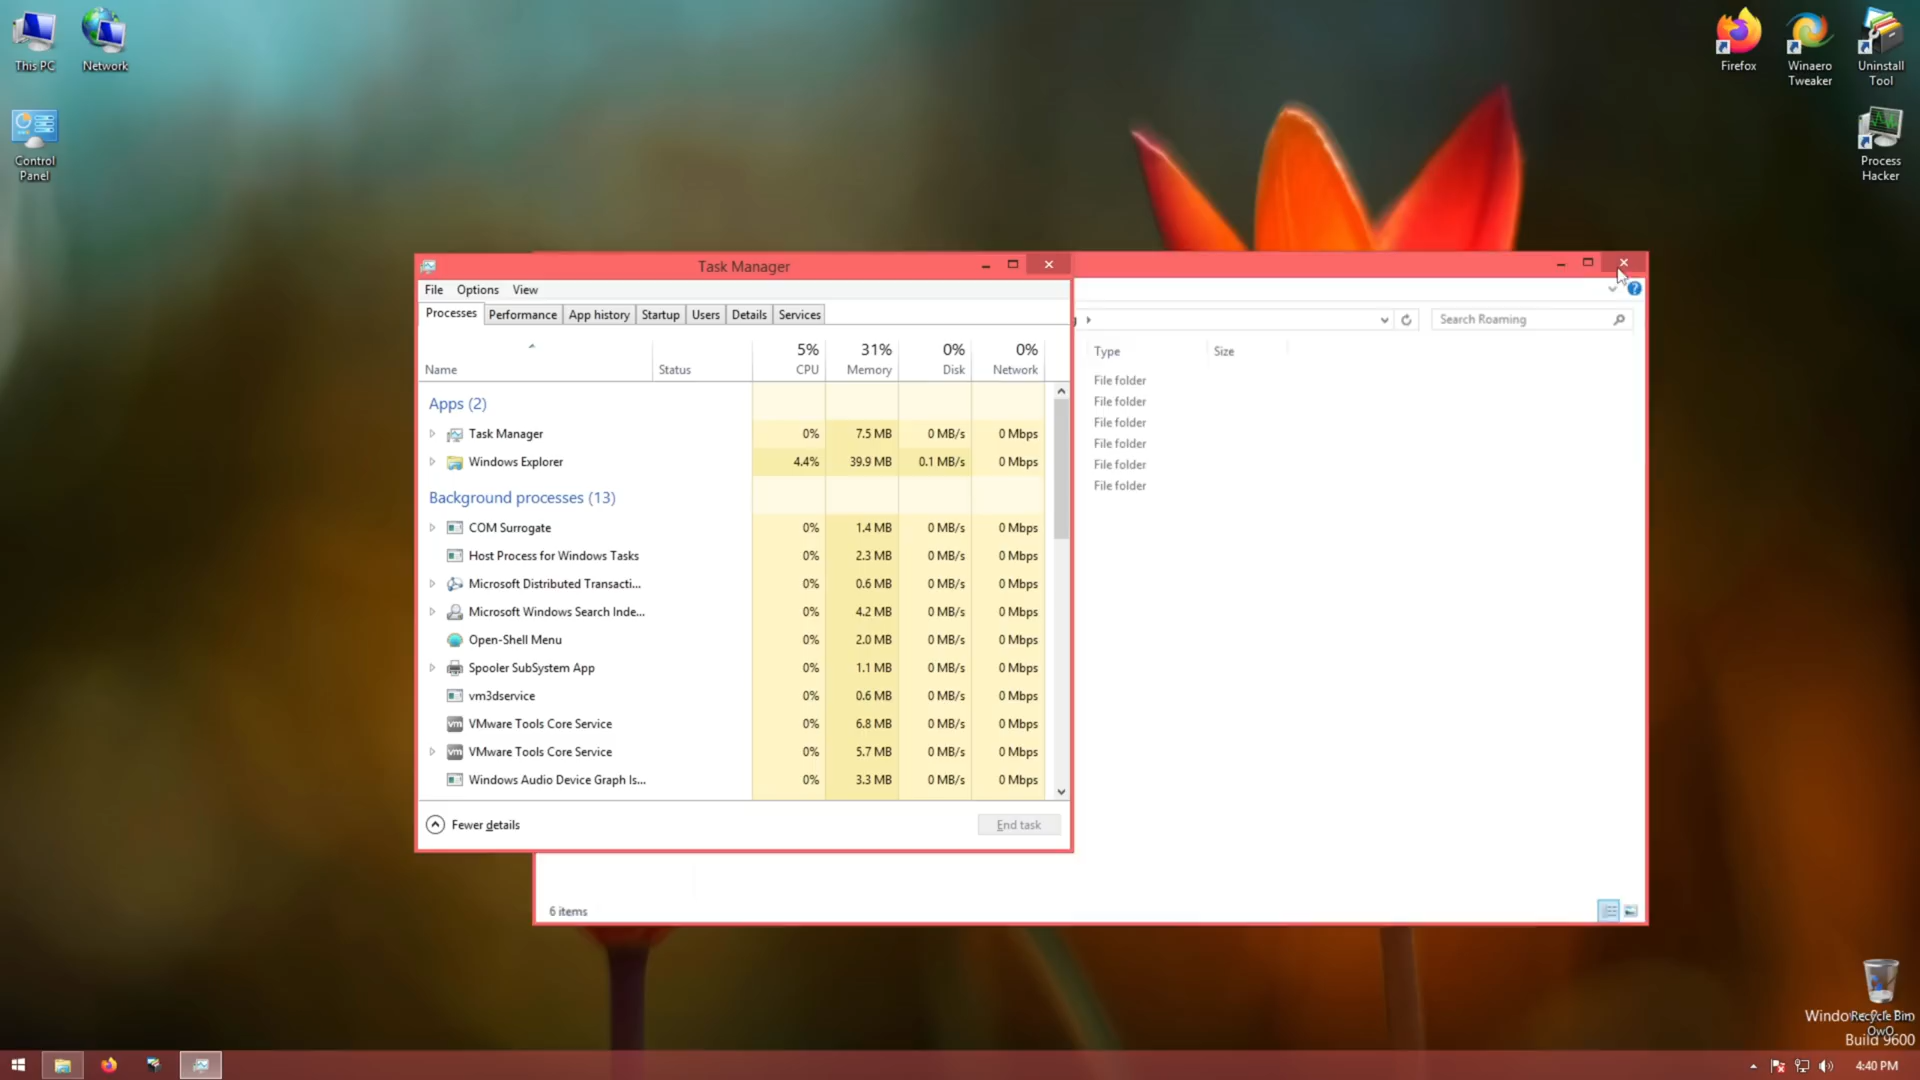 This PC
Network
Control
Panel
Firefox
Winaero
Tweaker
Uninstall
Tool
Process
Hacker
Task Manager
File Options View
Processes Performance App history Startup Users Details Services
5% 31% 0% 0%
Name Status CPU Memory Disk Network
Apps (2)
Task Manager 0% 7.5 MB 0 MB/s 0 Mbps
Windows Explorer 4.4% 39.9 MB 0.1 MB/s 0 Mbps
Background processes (13)
COM Surrogate 0% 1.4 MB 0 MB/s 0 Mbps
Host Process for Windows Tasks 0% 2.3 MB 0 MB/s 0 Mbps
Microsoft Distributed Transacti... 0% 0.6 MB 0 MB/s 0 Mbps
Microsoft Windows Search Inde... 0% 4.2 MB 0 MB/s 0 Mbps
Open-Shell Menu 0% 2.0 MB 0 MB/s 0 Mbps
Spooler SubSystem App 0% 1.1 MB 0 MB/s 0 Mbps
vm3dservice 0% 0.6 MB 0 MB/s 0 Mbps
VMware Tools Core Service 0% 6.8 MB 0 MB/s 0 Mbps
VMware Tools Core Service 0% 5.7 MB 0 MB/s 0 Mbps
Windows Audio Device Graph Is... 0% 3.3 MB 0 MB/s 0 Mbps
Fewer details
End task
Search Roaming
Type Size
File folder
File folder
File folder
File folder
File folder
File folder
6 items
Recycle Bin
OwO
Build 9600
4:40 PM